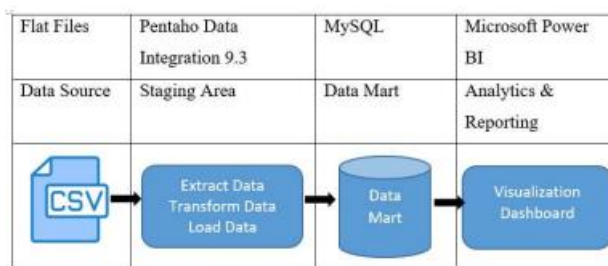 Flat Files
Pentaho Data
Integration 9.3
MySQL
Microsoft Power
BI
Data Source
Staging Area
Data Mart
Analytics &
Reporting
CSV
Extract Data
Transform Data
Load Data
Data
Mart
Visualization
Dashboard